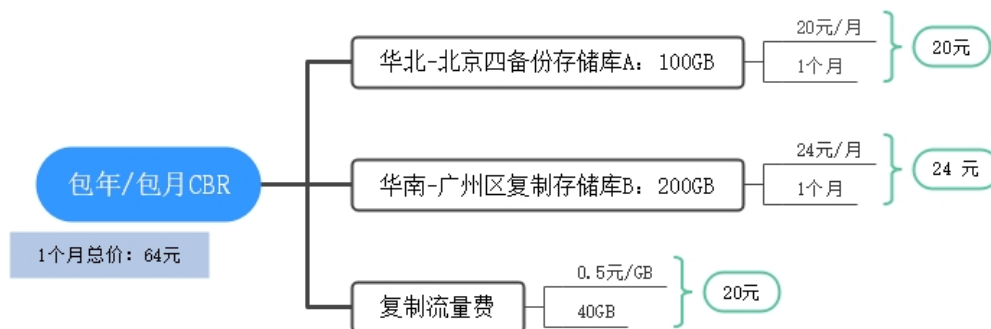 包年/包月CBR
1个月总价：64元
华北-北京四备份存储库A：100GB
20元/月
1个月
20元
华南-广州区复制存储库B：200GB
24元/月
1个月
24 元
复制流量费
0.5元/GB
40GB
20元